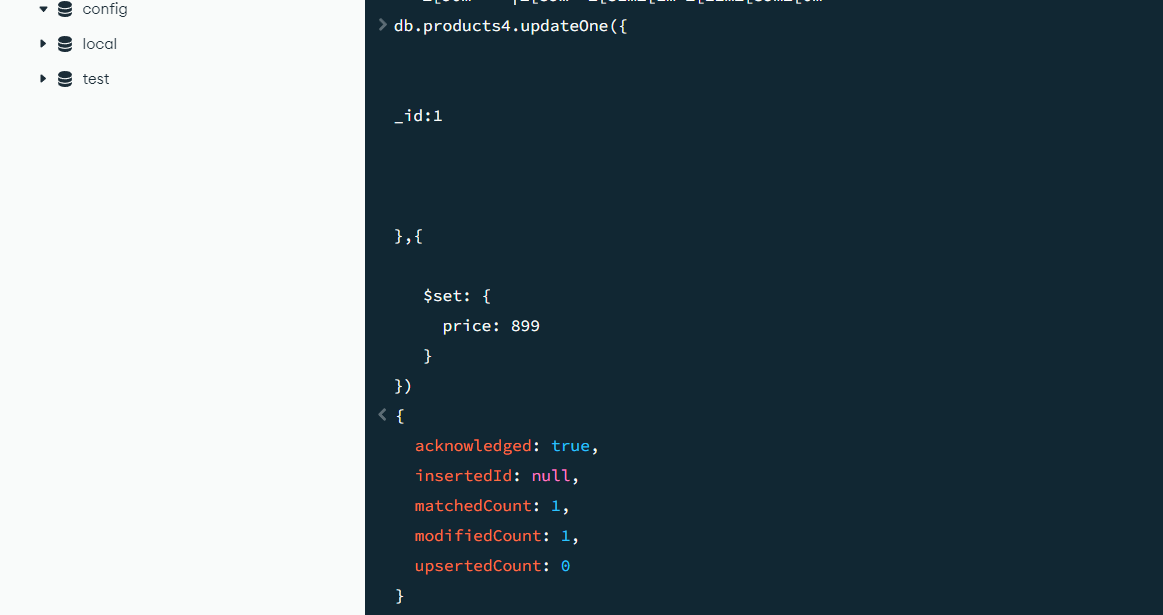 config
local
test
db.products4.updateOne({
_id:1
},{
$set: {
price: 899
}
})
{
acknowledged: true,
insertedId: null,
matchedCount: 1,
modifiedCount: 1,
upsertedCount: 0
}